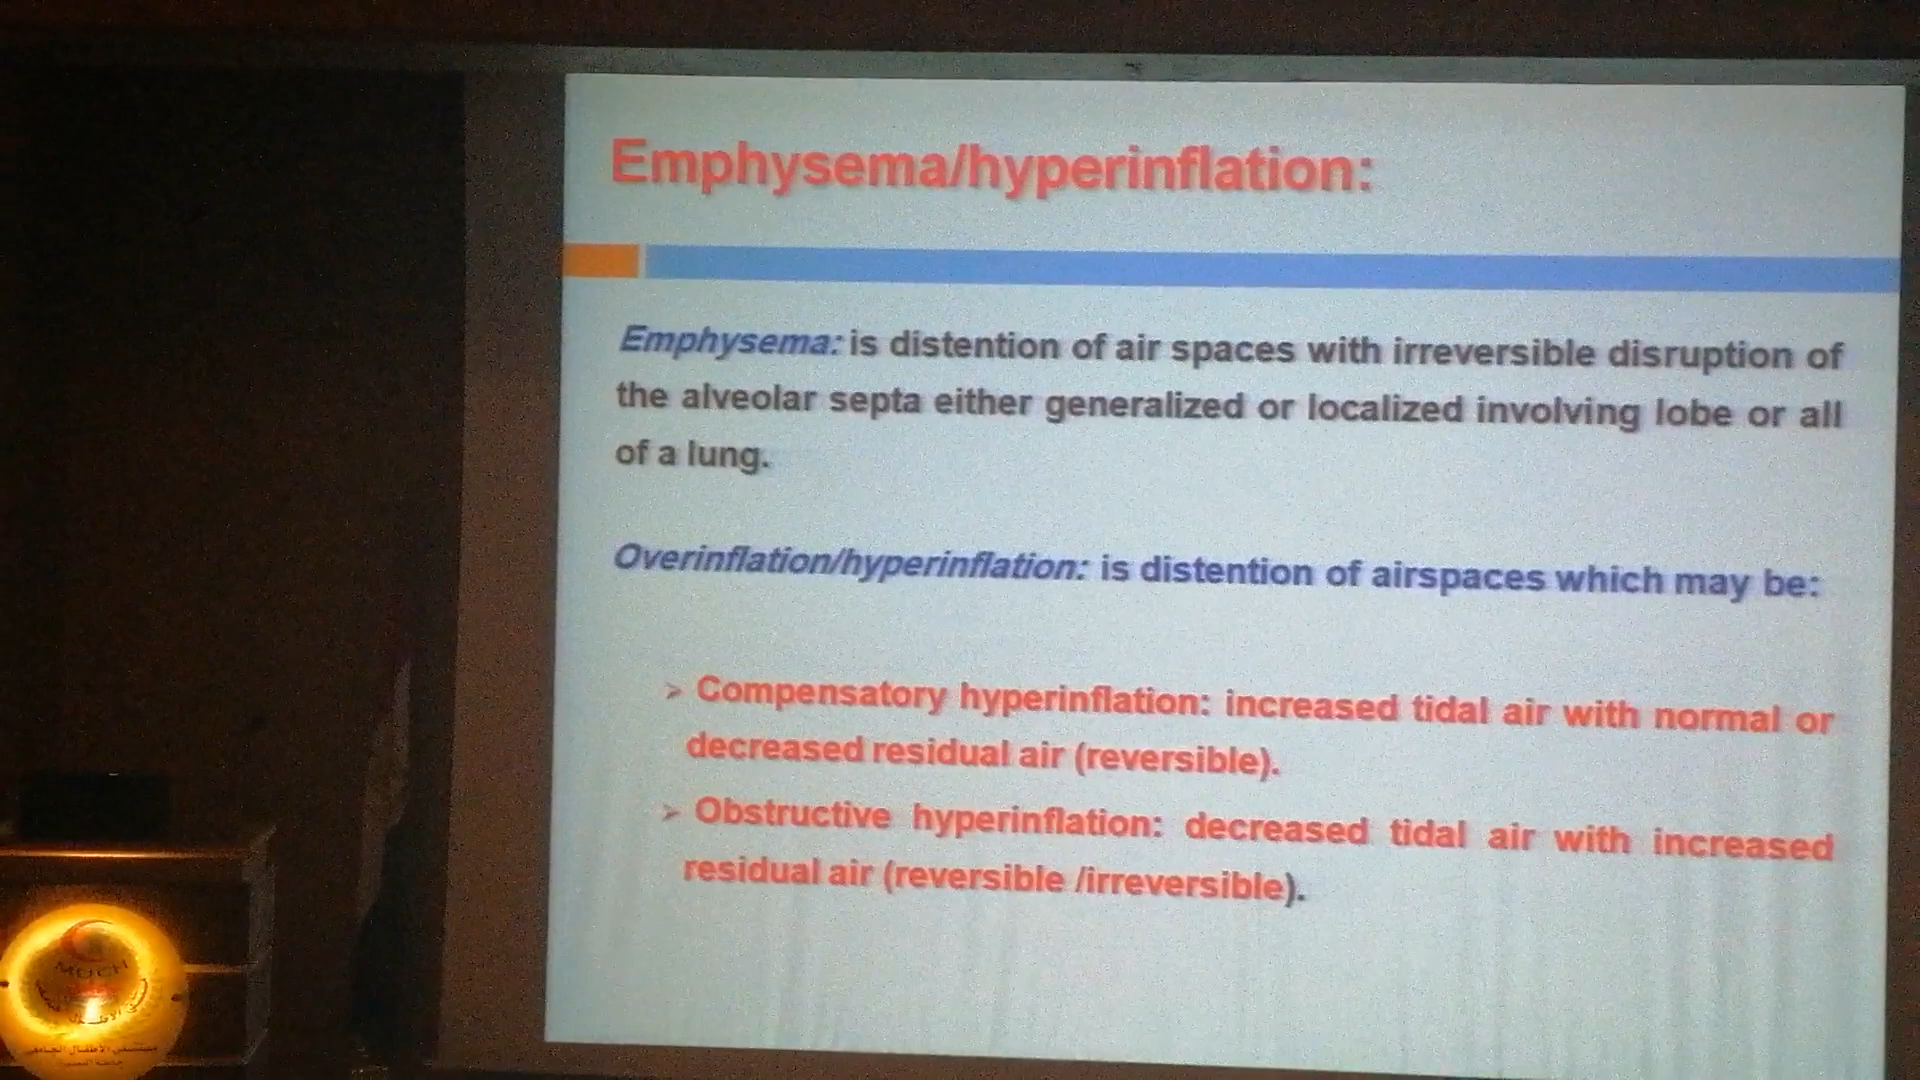 Emphysema/hyperinflation:
Emphysema: is distention of air spaces with irreversible disruption of
the alveolar septa either generalized or localized involving lobe or all
of a lung.
Overinflation/hyperinflation: is distention of airspaces which may be:
➢ Compensatory hyperinflation: increased tidal air with normal or
decreased residual air (reversible).
➢ Obstructive hyperinflation: decreased tidal air with increased
residual air (reversible /irreversible).
MUCH
مستشفى الأطفال الجامعى